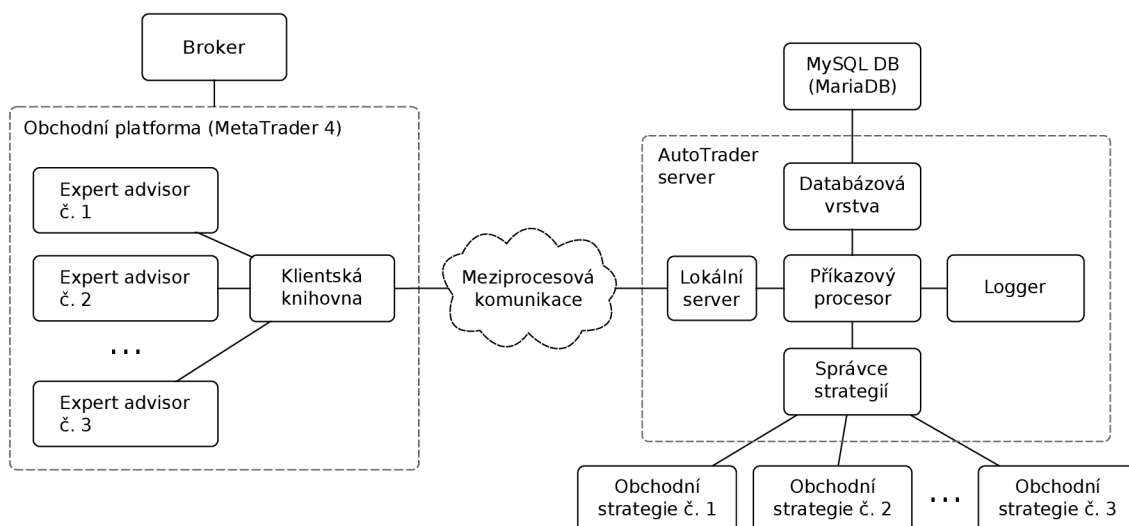 Broker
Obchodní platforma (MetaTrader 4)
Expert advisor
č. 1
Expert advisor
č. 2
...
Expert advisor
č. 3
Klientská
knihovna
Meziprocesová
komunikace
MySQL DB
(MariaDB)
AutoTrader
server
Databázová
vrstva
Lokální
server
Příkazový
procesor
Logger
Správce
strategií
Obchodní
strategie č. 1
Obchodní
strategie č. 2
...
Obchodní
strategie č. 3